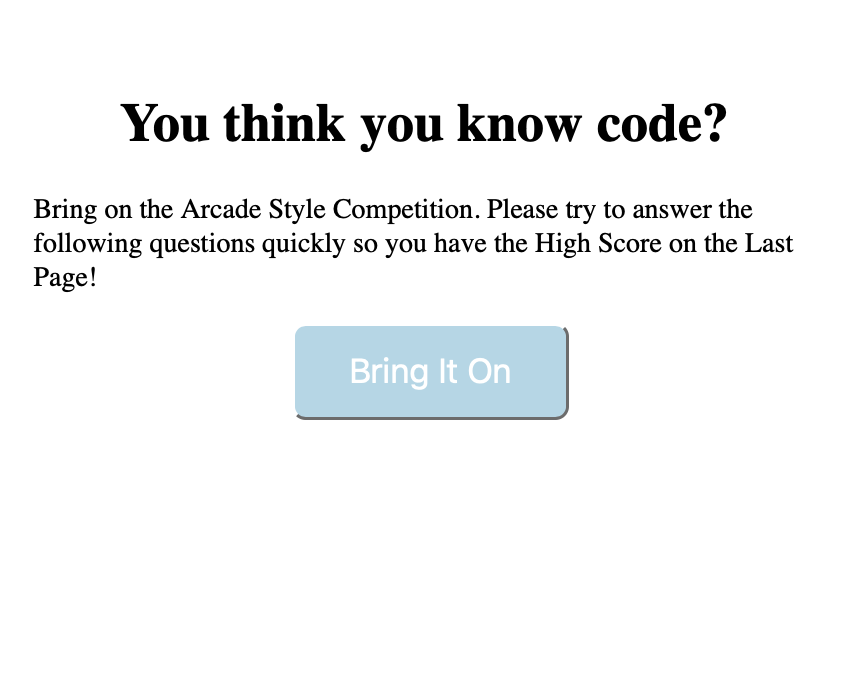 You think you know code?
Bring on the Arcade Style Competition. Please try to answer the
following questions quickly so you have the High Score on the Last
Page!
Bring It On